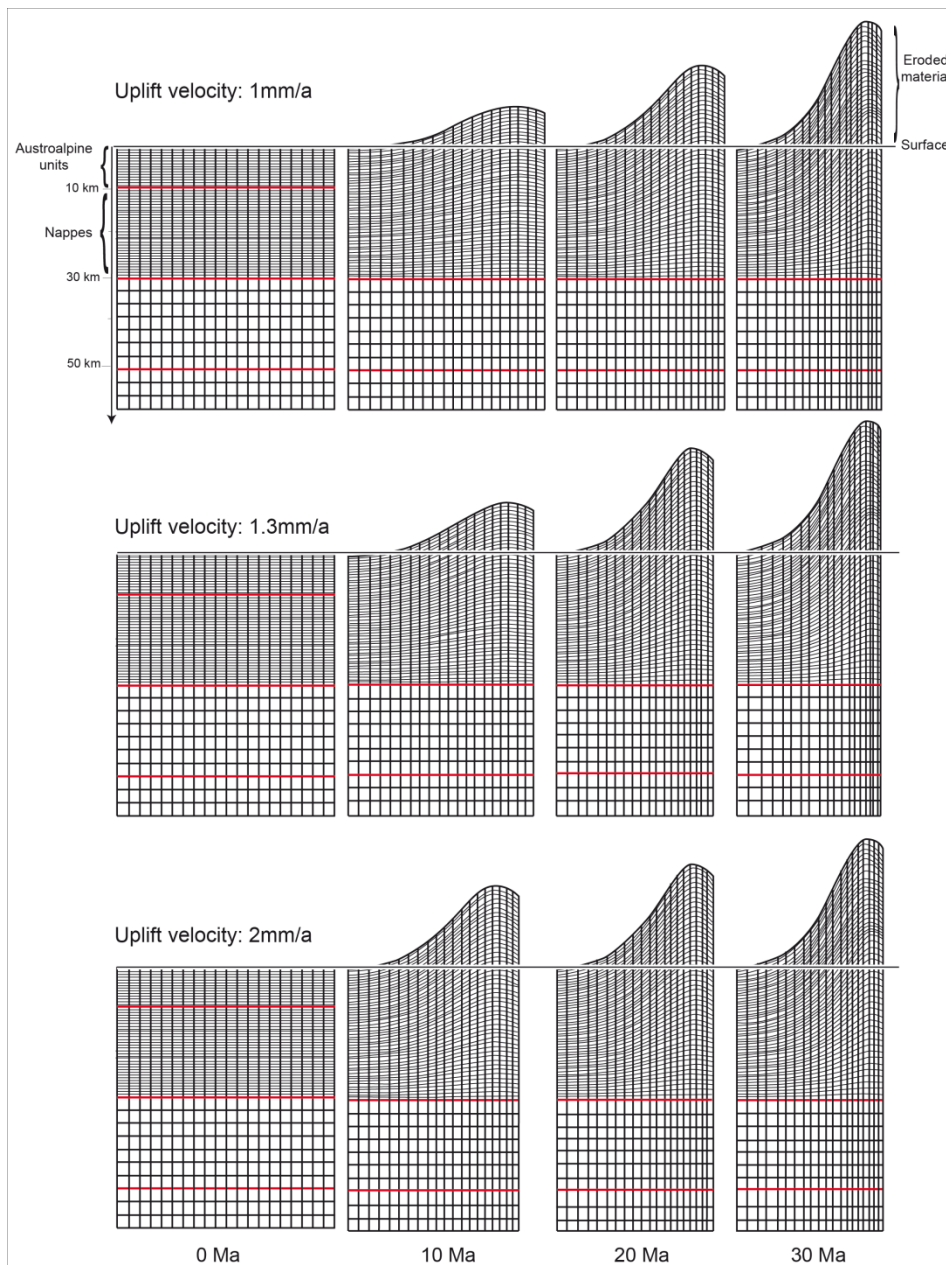 Uplift velocity: 1mm/a
Eroded
material
Surface
Austroalpine
units
10 km
Nappes
30 km
50 km
Uplift velocity: 1.3mm/a
Uplift velocity: 2mm/a
0 Ma
10 Ma
20 Ma
30 Ma